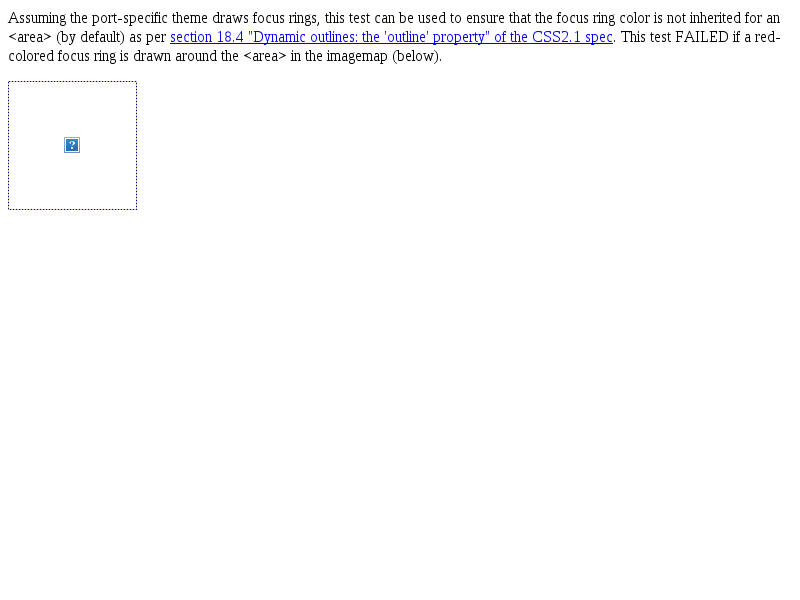 Assuming the port-specific theme draws focus rings, this test can be used to ensure that the focus ring color is not inherited for an
<area> (by default) as per section 18.4 "Dynamic outlines: the 'outline' property" of the CSS2.1 spec. This test FAILED if a red-
colored focus ring is drawn around the <area> in the imagemap (below).
?